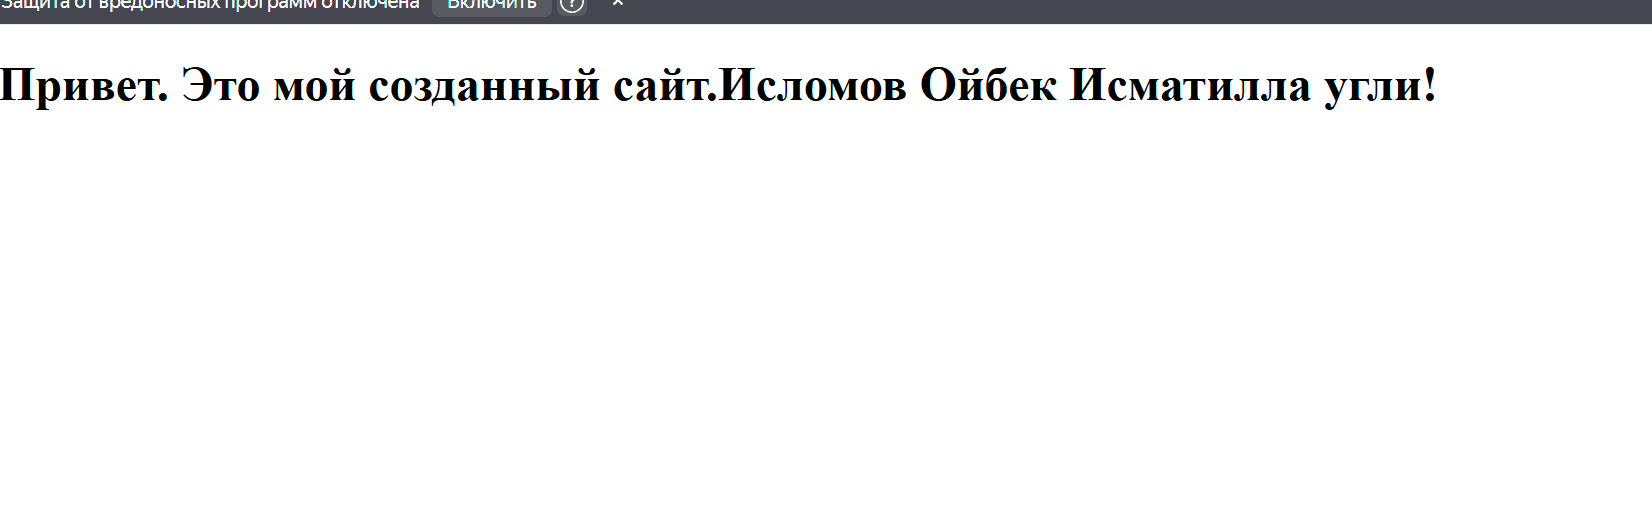 Защита от вредоносных программ отключена Включить ? ×
Привет. Это мой созданный сайт.Исломов Ойбек Исматилла угли!